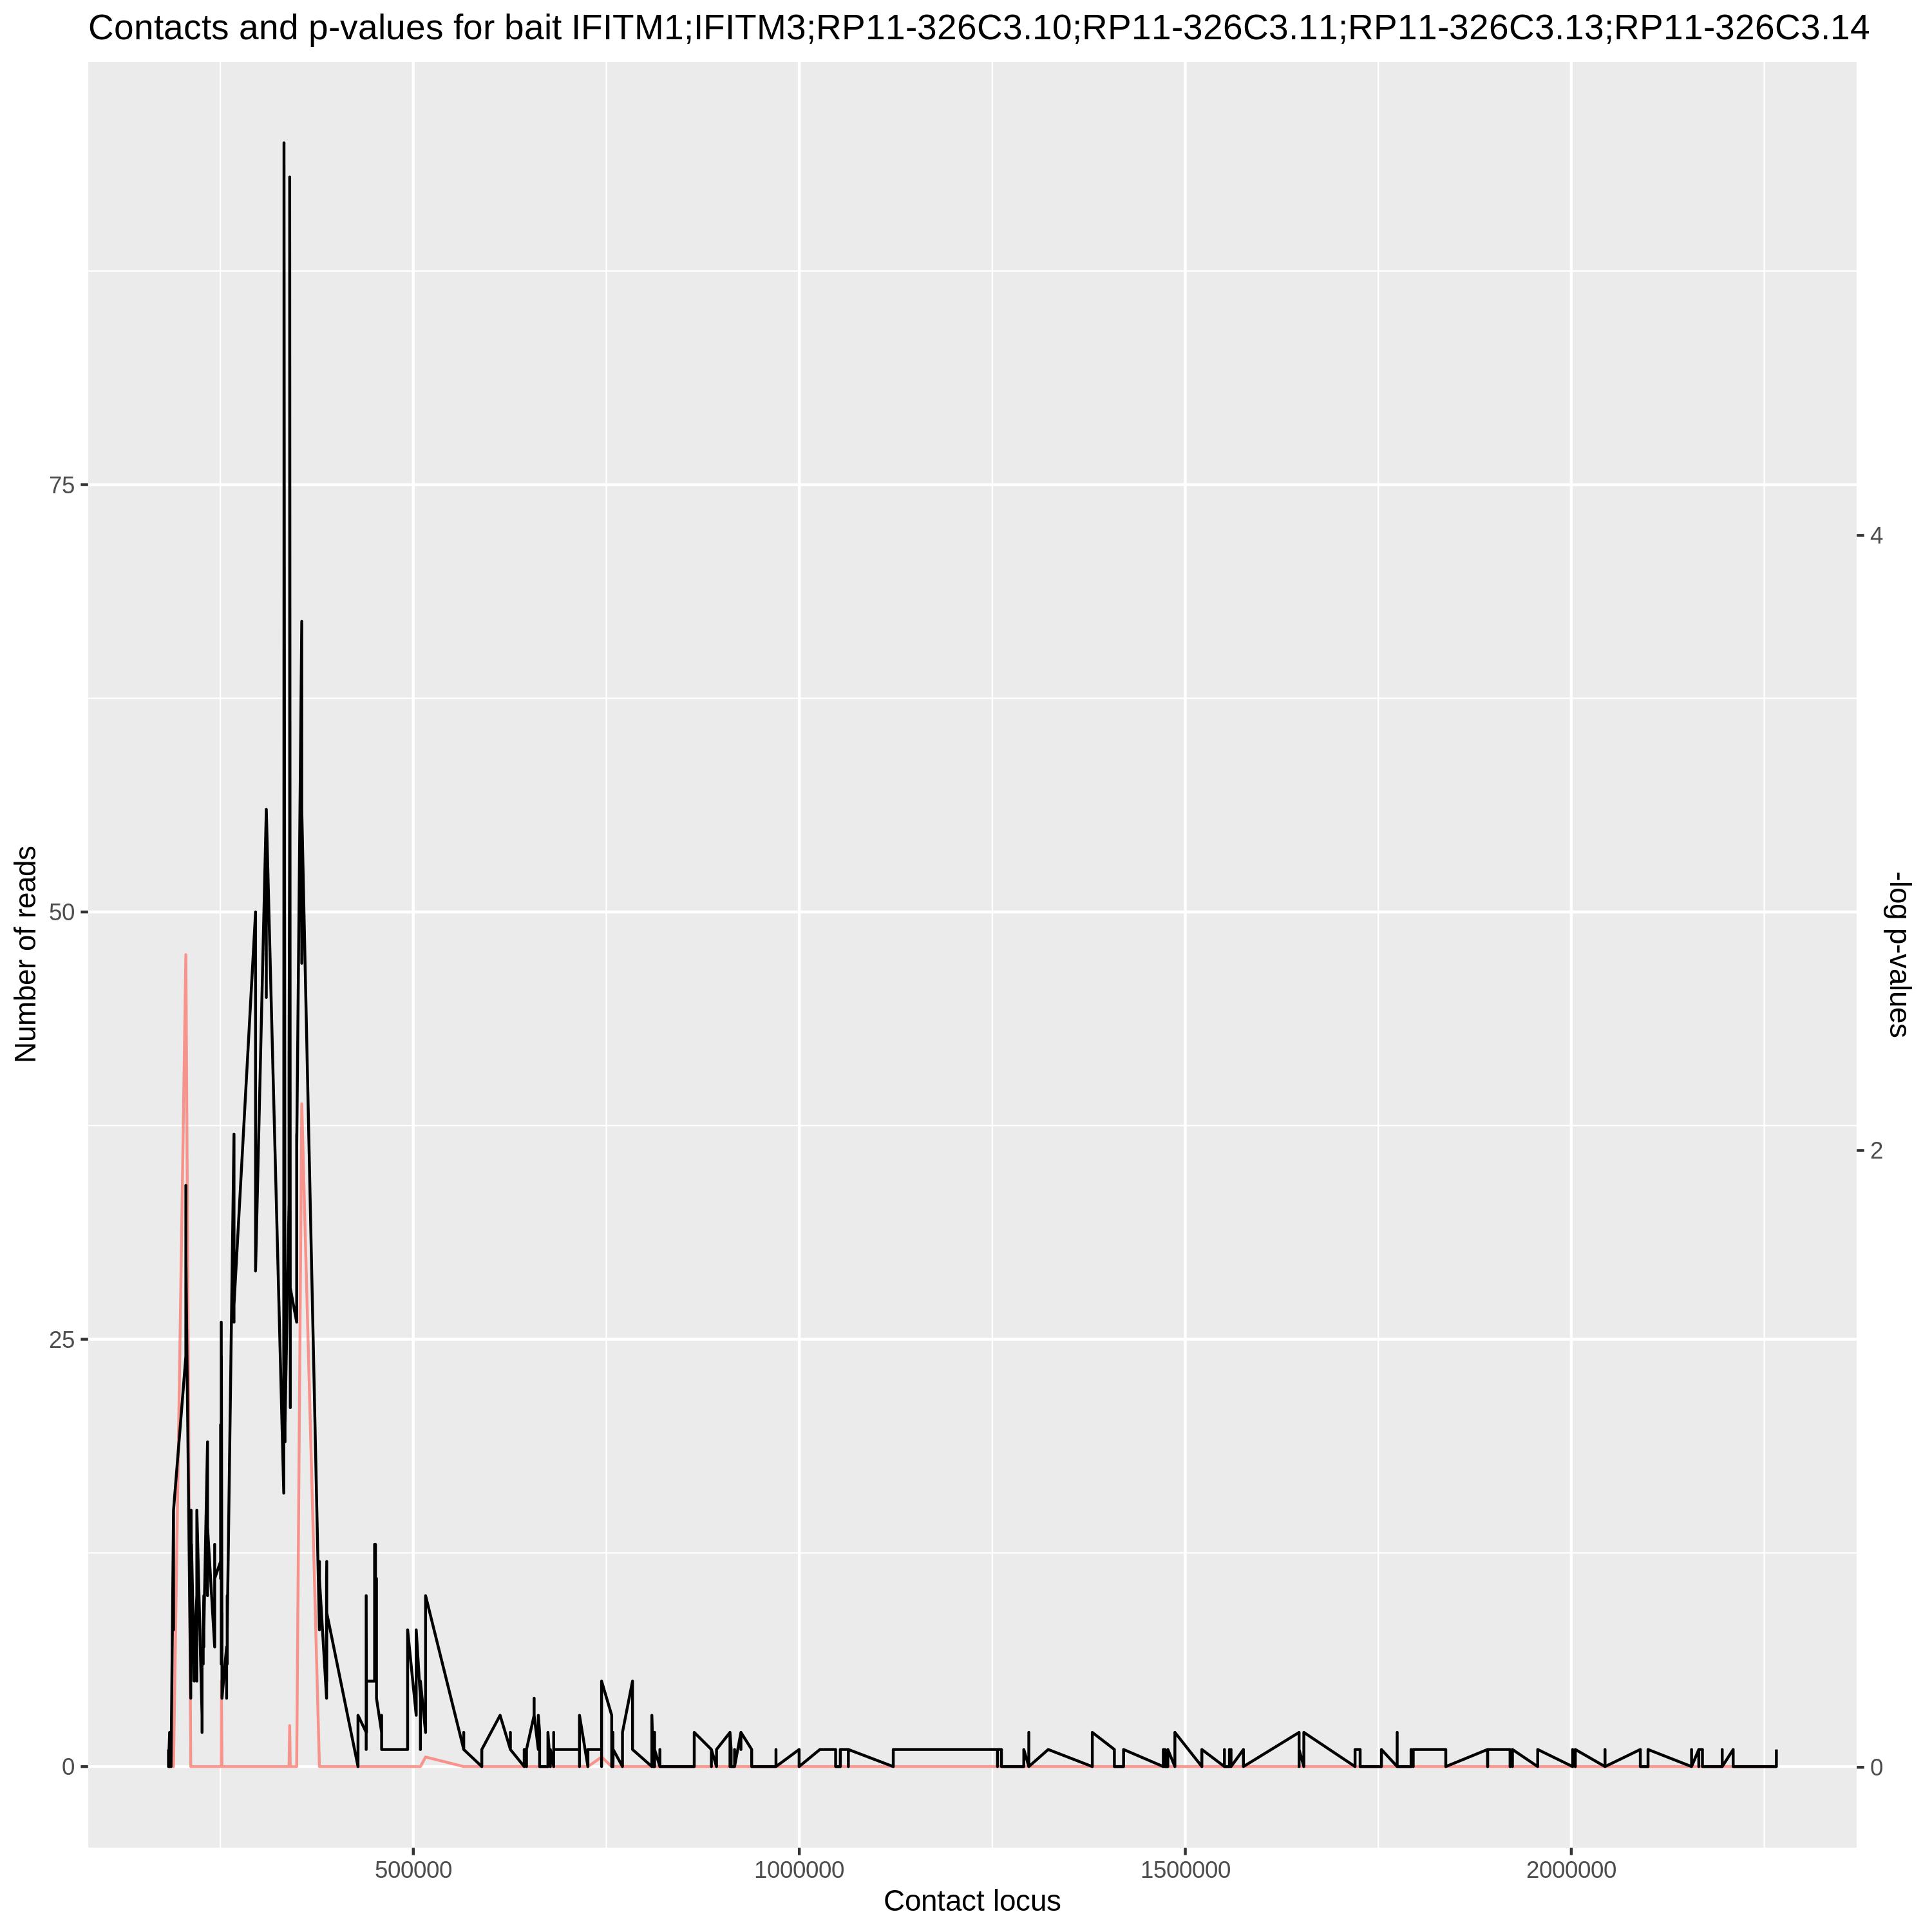 Contacts and p-values for bait IFITM1;IFITM3;RP11-326C3.10;RP11-326C3.11;RP11-326C3.13;RP11-326C3.14
Number of reads
75
50
25
0
4
2
0
-log p-values
500000
1000000
1500000
2000000
Contact locus